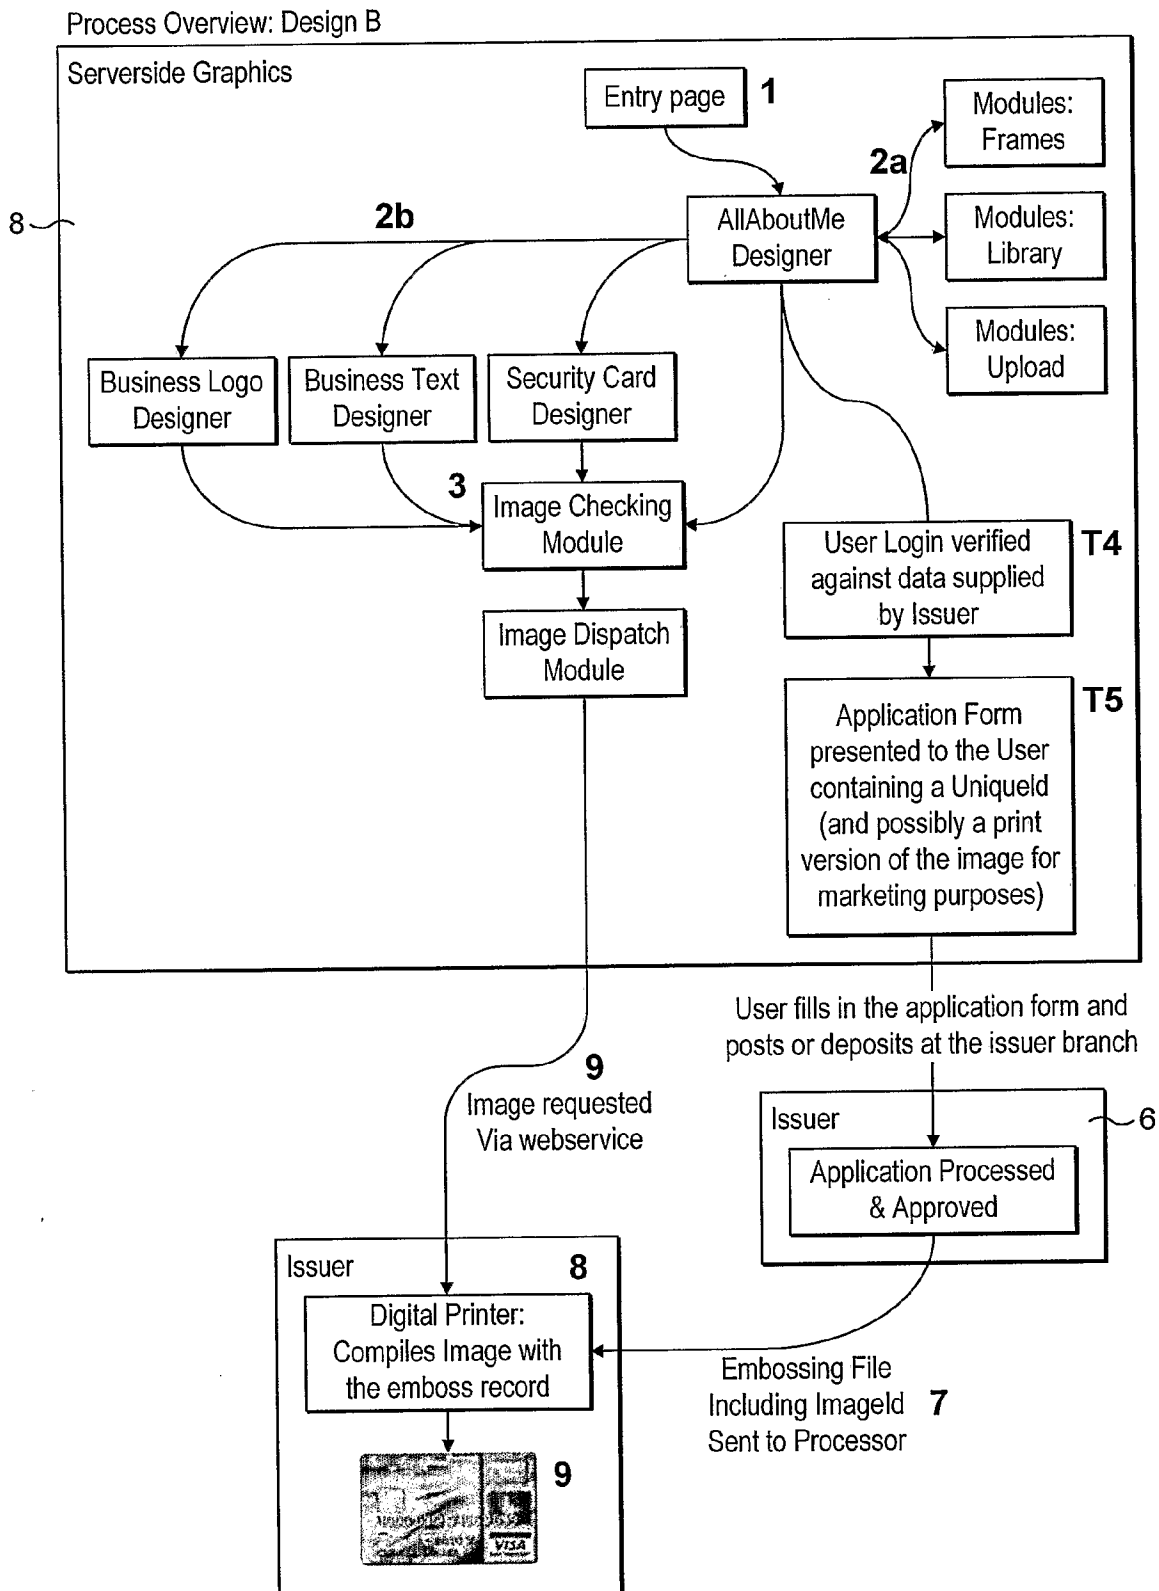 Process Overview: Design B
Serverside Graphics
Entry page
1
Modules:
Frames
2a
8
2b
AllAboutMe
Designer
Modules:
Library
Modules:
Upload
Business Logo
Designer
Business Text
Designer
Security Card
Designer
3
Image Checking
Module
User Login verified
against data supplied
by Issuer
T4
Image Dispatch
Module
Application Form
presented to the User
containing a UniqueId
(and possibly a print
version of the image for
marketing purposes)
T5
User fills in the application form and
posts or deposits at the issuer branch
9
Image requested
Via webservice
Issuer
6
Application Processed
& Approved
Issuer
8
Digital Printer:
Compiles Image with
the emboss record
Embossing File
Including ImageId
Sent to Processor
7
9
VISA